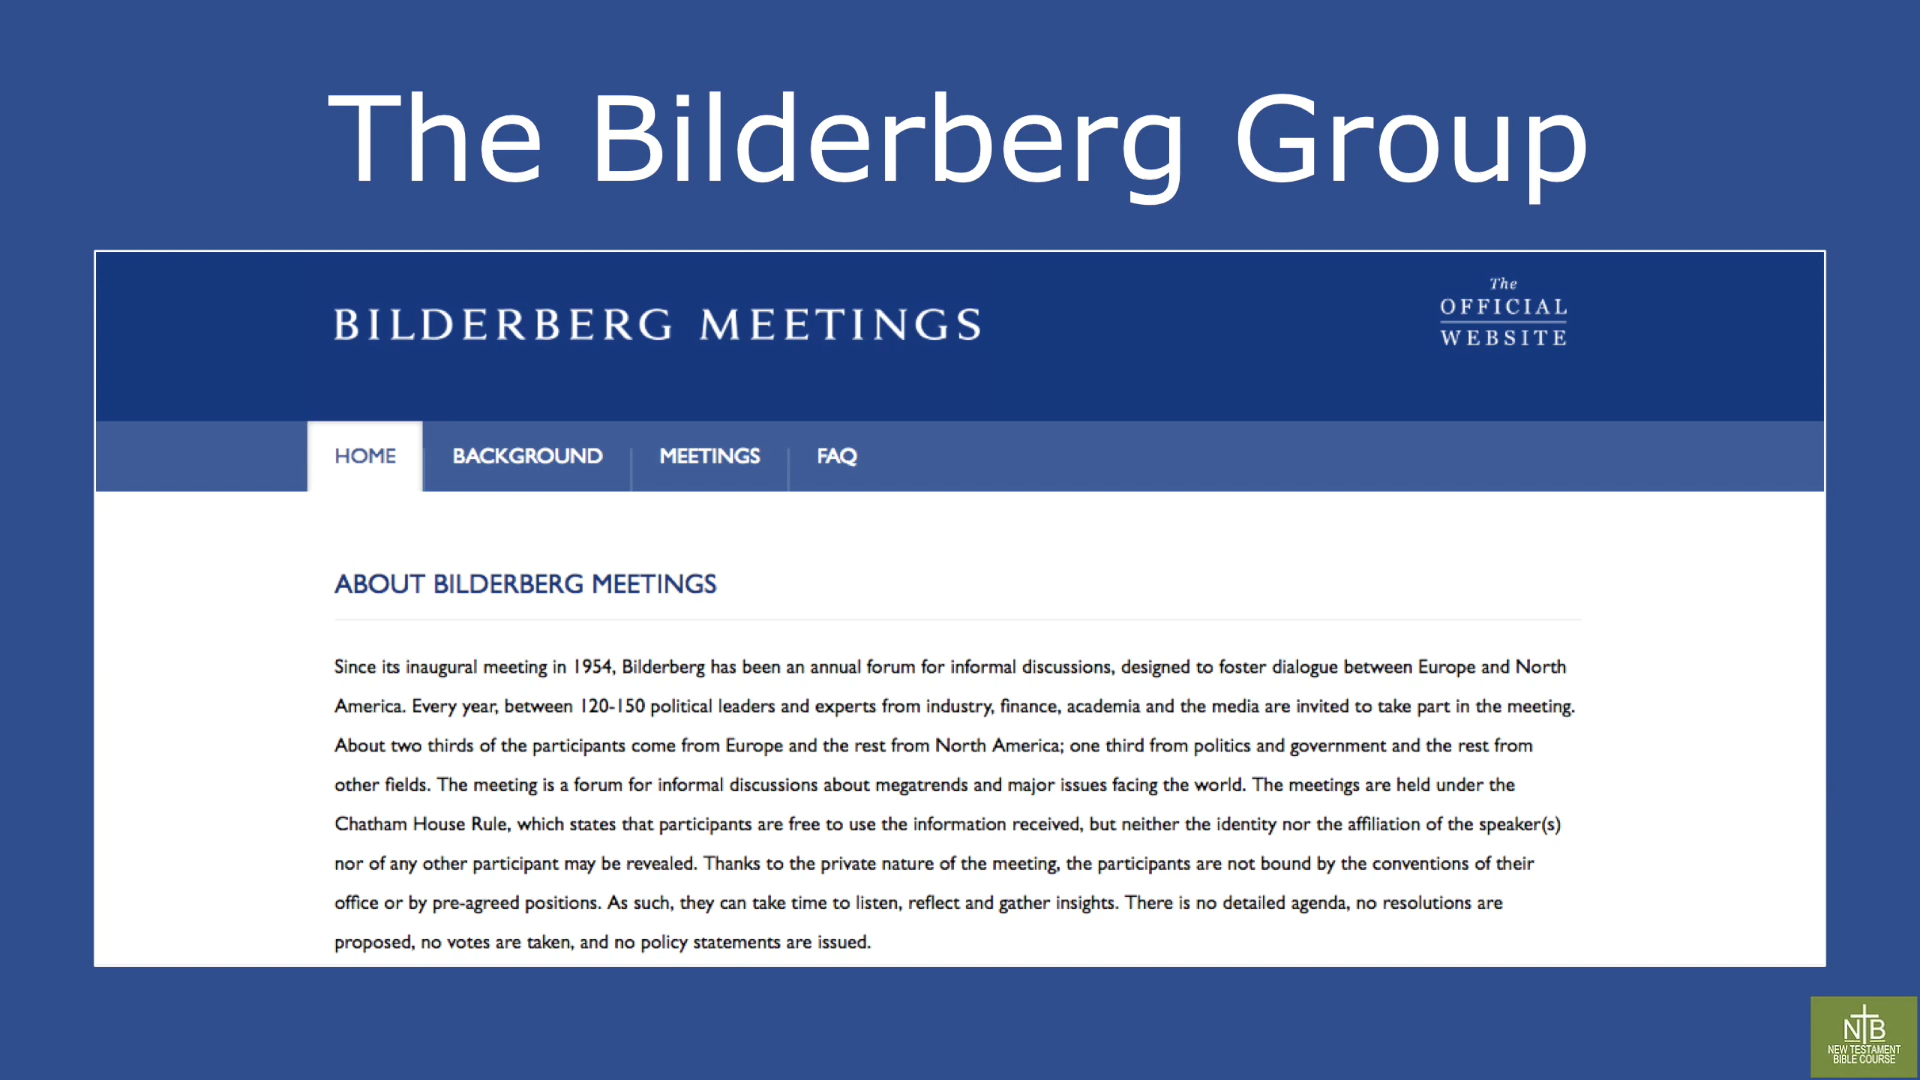 The Bilderberg Group
BILDERBERG MEETINGS
The
OFFICIAL
WEBSITE
HOME BACKGROUND MEETINGS FAQ
ABOUT BILDERBERG MEETINGS
Since its inaugural meeting in 1954, Bilderberg has been an annual forum for informal discussions, designed to foster dialogue between Europe and North
America. Every year, between 120-150 political leaders and experts from industry, finance, academia and the media are invited to take part in the meeting.
About two thirds of the participants come from Europe and the rest from North America; one third from politics and government and the rest from
other fields. The meeting is a forum for informal discussions about megatrends and major issues facing the world. The meetings are held under the
Chatham House Rule, which states that participants are free to use the information received, but neither the identity nor the affiliation of the speaker(s)
nor of any other participant may be revealed. Thanks to the private nature of the meeting, the participants are not bound by the conventions of their
office or by pre-agreed positions. As such, they can take time to listen, reflect and gather insights. There is no detailed agenda, no resolutions are
proposed, no votes are taken, and no policy statements are issued.
NTB
NEW TESTAMENT
BIBLE COURSE